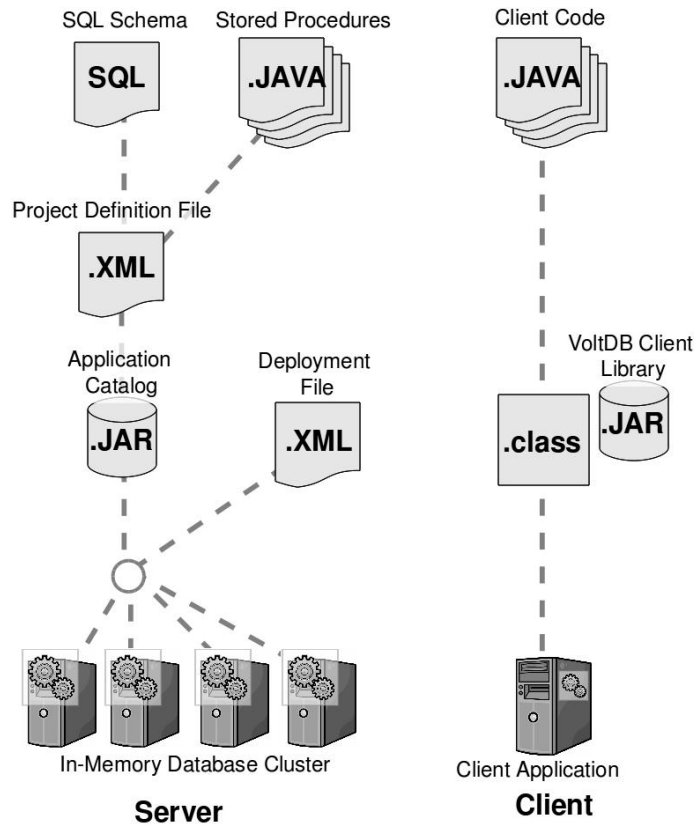 SQL Schema
Stored Procedures
Client Code
SQL
.JAVA
.JAVA
Project Definition File
.XML
Application
Catalog
Deployment
File
VoltDB Client
Library
.JAR
.XML
.class
.JAR
In-Memory Database Cluster
Client Application
Server
Client